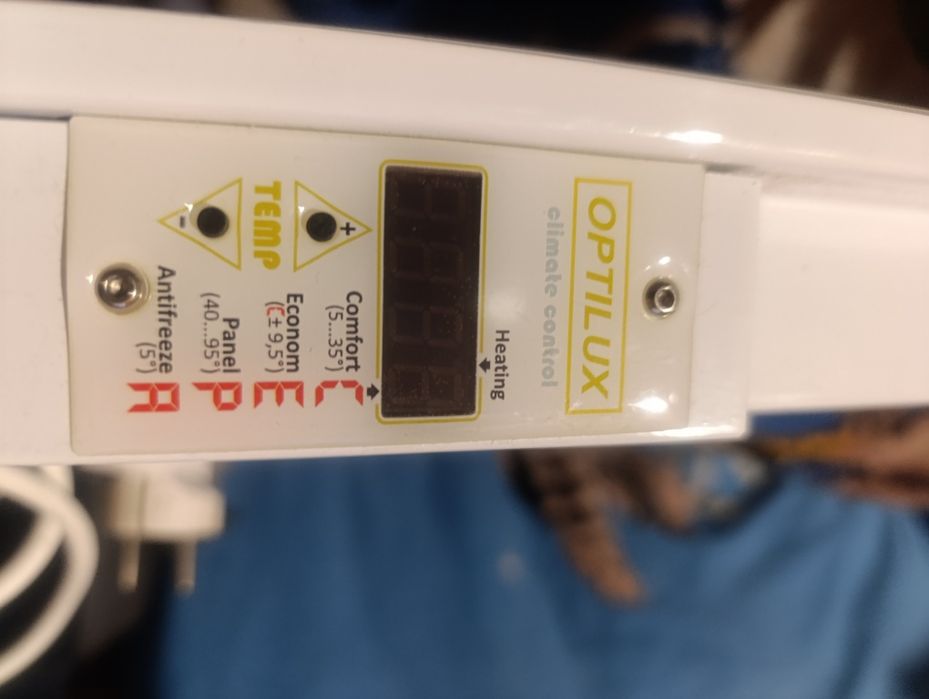 OPTILUX
climate control
Heating
TEMP
+
-
Comfort C
(5...35°)
Econom E
(C± 9,5°)
Panel P
(40...95°)
Antifreeze A
(5°)